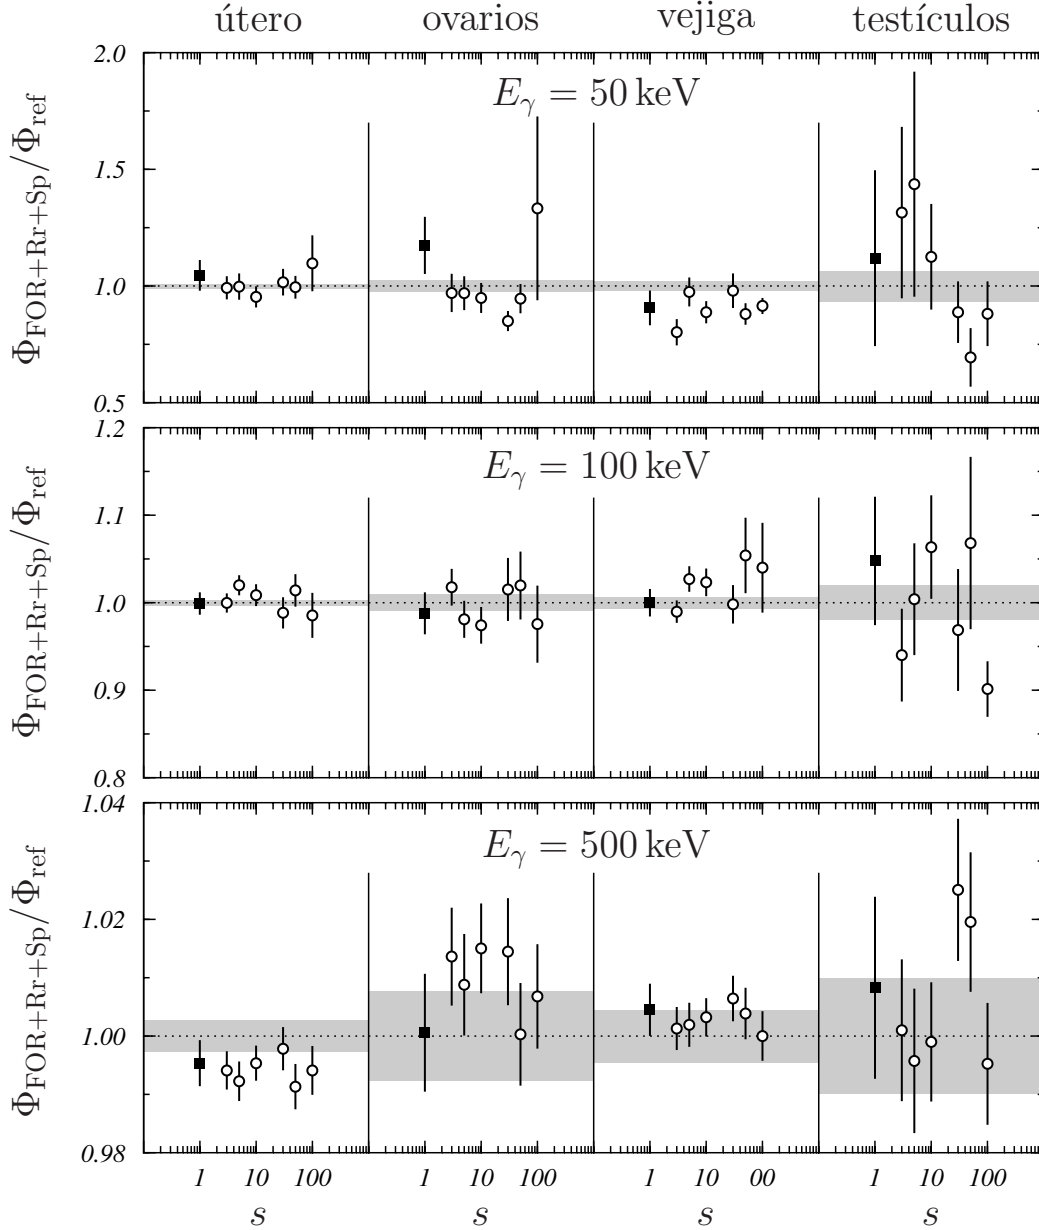 útero ovarios vejiga testículos
Φ_FOR+Rr+Sp/Φ_ref
2.0
E_γ = 50 keV
1.5
1.0
0.5
Φ_FOR+Rr+Sp/Φ_ref
1.2
E_γ = 100 keV
1.1
1.0
0.9
0.8
Φ_FOR+Rr+Sp/Φ_ref
1.04
E_γ = 500 keV
1.02
1.00
0.98
1 10 100 1 10 100 1 10 00 1 10 100
s s s s